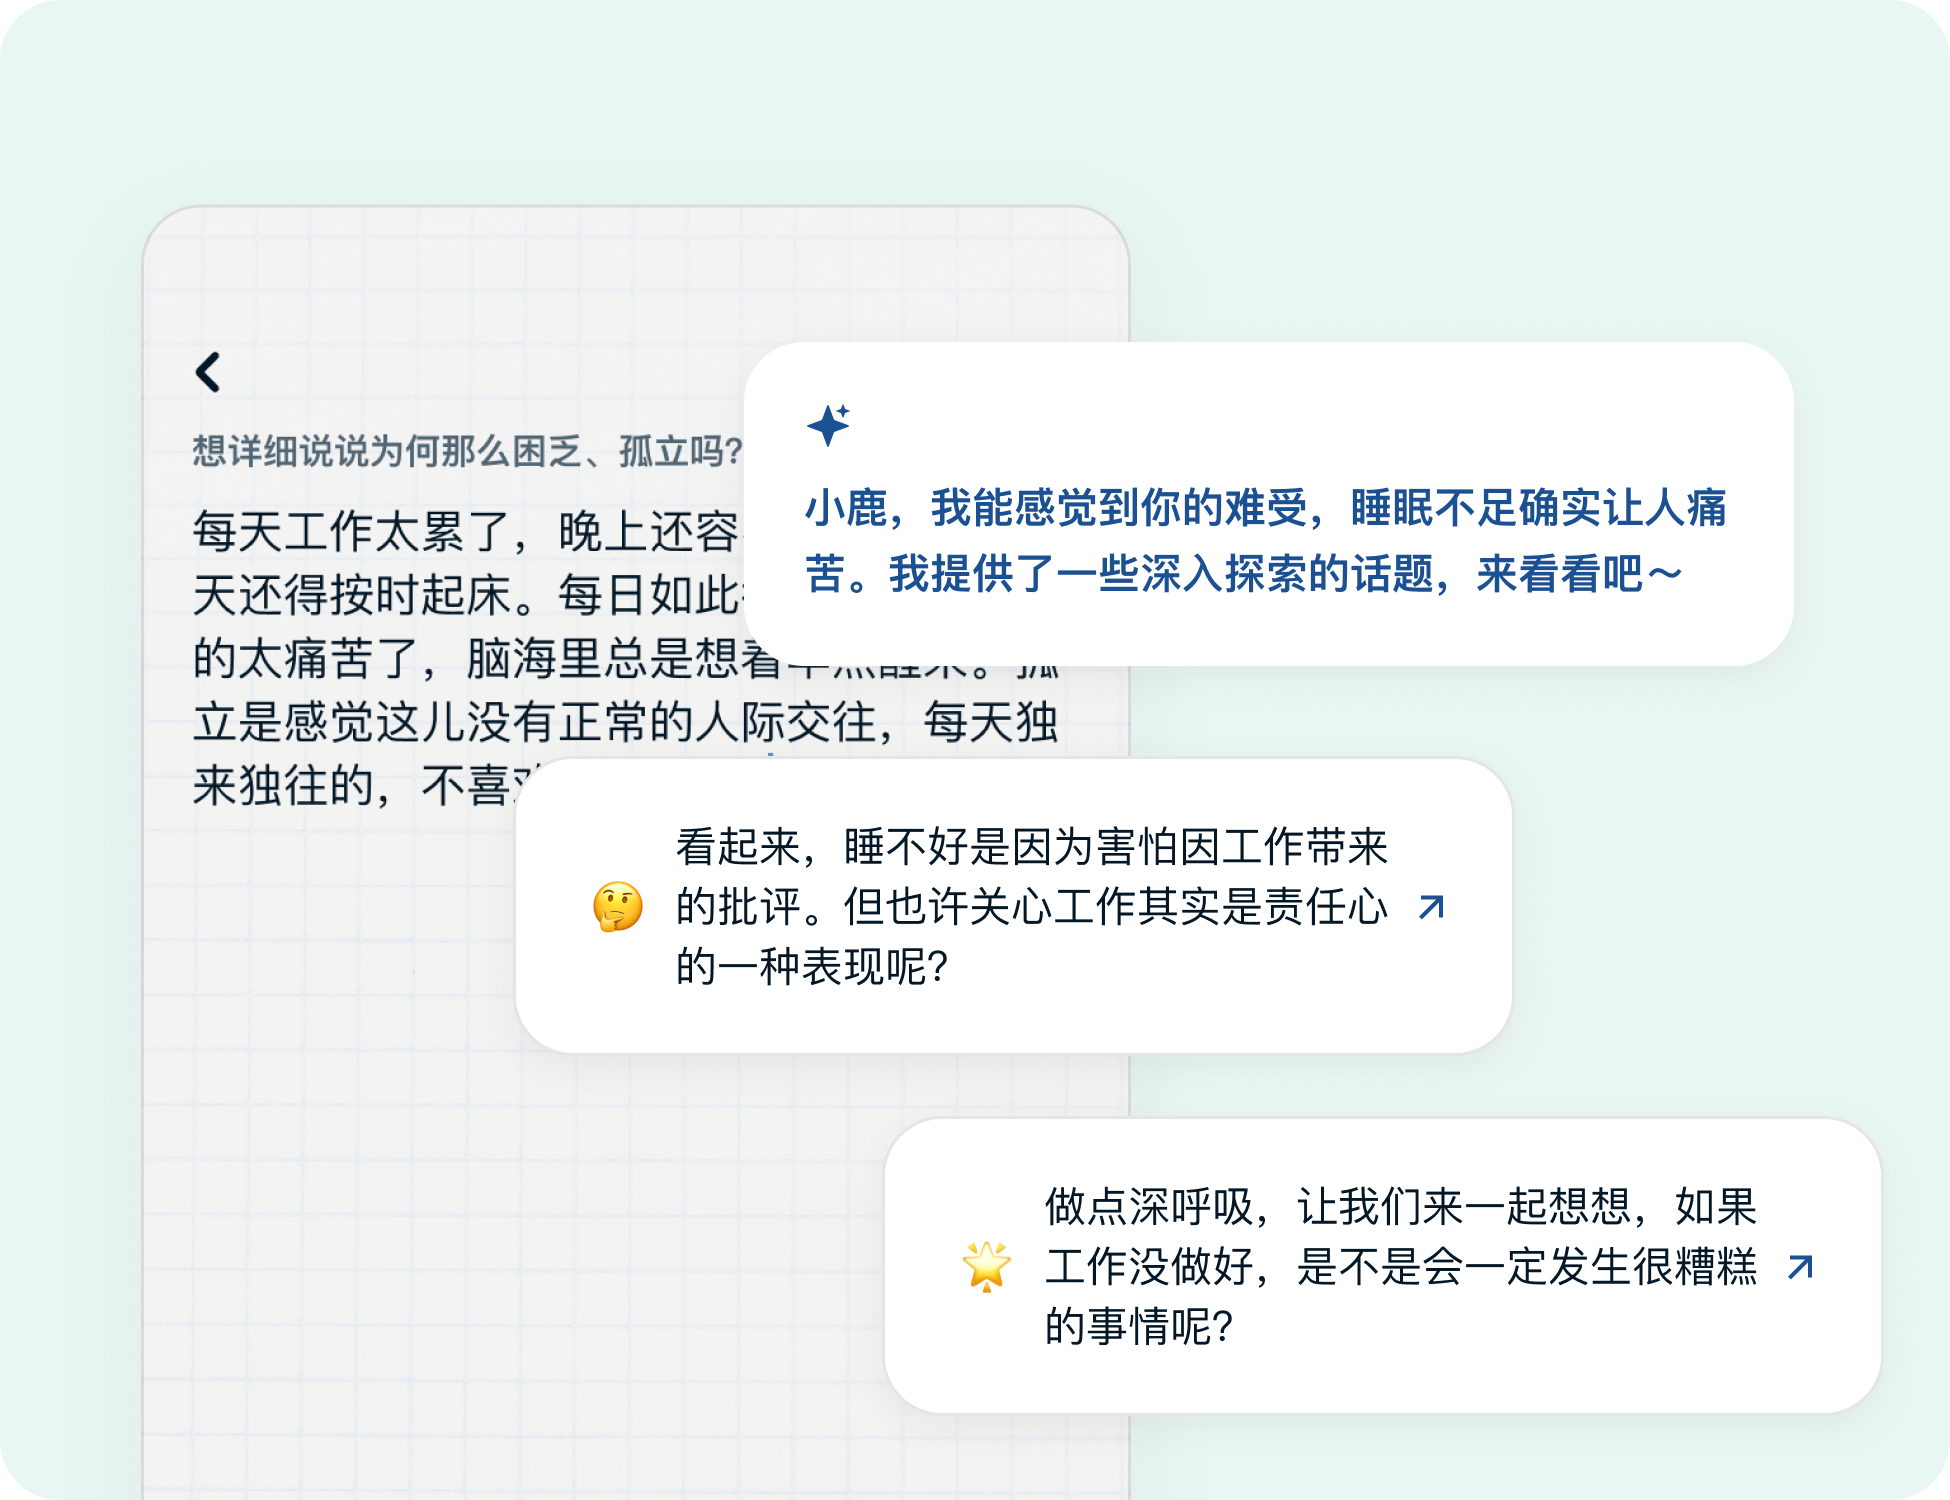 想详细说说为何那么困乏、孤立吗?
每天工作太累了，晚上还容
天还得按时起床。每日如此
的太痛苦了，脑海里总是想着早点醒来。孤
立是感觉这儿没有正常的人际交往，每天独
来独往的，不喜
小鹿，我能感觉到你的难受，睡眠不足确实让人痛
苦。我提供了一些深入探索的话题，来看看吧～
看起来，睡不好是因为害怕因工作带来
的批评。但也许关心工作其实是责任心
的一种表现呢?
做点深呼吸，让我们来一起想想，如果
工作没做好，是不是会一定发生很糟糕
的事情呢?